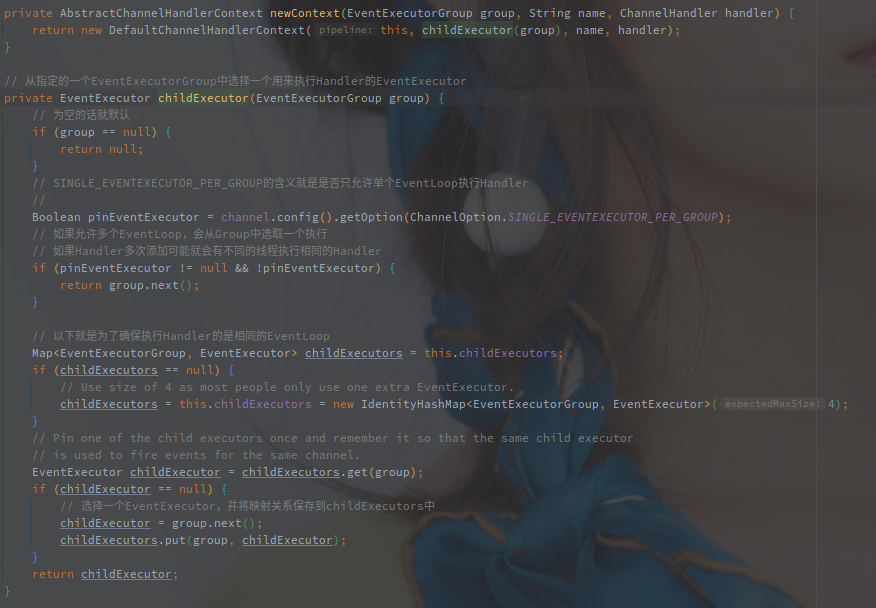 private AbstractChannelHandlerContext newContext(EventExecutorGroup group, String name, ChannelHandler handler) {
return new DefaultChannelHandlerContext( pipeline: this, childExecutor(group), name, handler);
}
// 从指定的一个EventExecutorGroup中选择一个用来执行Handler的EventExecutor
private EventExecutor childExecutor(EventExecutorGroup group) {
// 为空的话就默认
if (group == null) {
return null;
}
// SINGLE_EVENTEXECUTOR_PER_GROUP的含义就是是否只允许单个EventLoop执行Handler
//
Boolean pinEventExecutor = channel.config().getOption(ChannelOption.SINGLE_EVENTEXECUTOR_PER_GROUP);
// 如果允许多个EventLoop，会从Group中选取一个执行
// 如果Handler多次添加可能就会有不同的线程执行相同的Handler
if (pinEventExecutor != null && !pinEventExecutor) {
return group.next();
}
// 以下就是为了确保执行Handler的是相同的EventLoop
Map<EventExecutorGroup, EventExecutor> childExecutors = this.childExecutors;
if (childExecutors == null) {
// Use size of 4 as most people only use one extra EventExecutor.
childExecutors = this.childExecutors = new IdentityHashMap<EventExecutorGroup, EventExecutor>( expectedMaxSize: 4);
}
// Pin one of the child executors once and remember it so that the same child executor
// is used to fire events for the same channel.
EventExecutor childExecutor = childExecutors.get(group);
if (childExecutor == null) {
// 选择一个EventExecutor，并将映射关系保存到childExecutors中
childExecutor = group.next();
childExecutors.put(group, childExecutor);
}
return childExecutor;
}